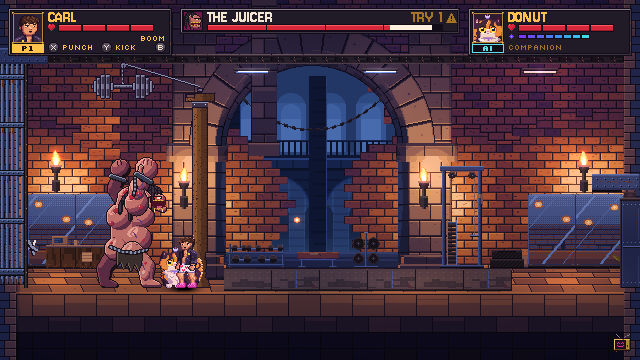 CARL
BOOM
P1
X PUNCH Y KICK B
THE JUICER
TRY 1
DONUT
AI
COMPANION